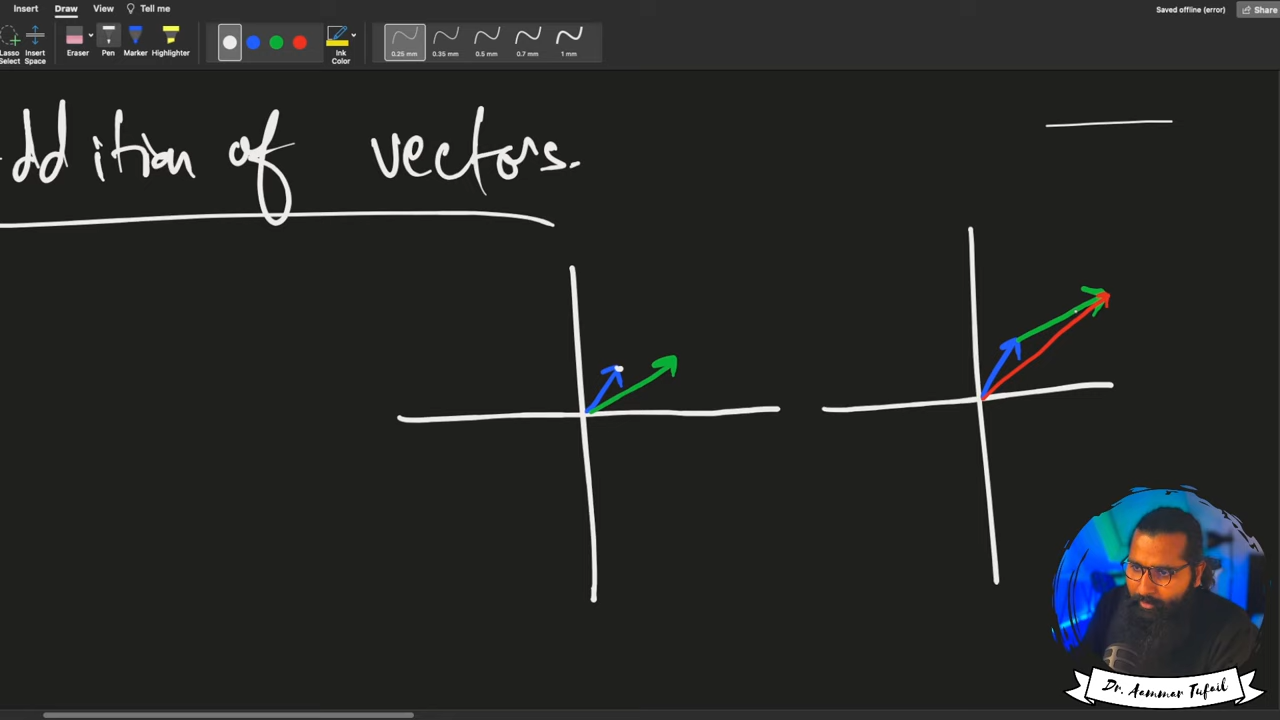 Insert Draw View Tell me
Saved offline (error) Share
Lasso Select Insert Space Eraser Pen Marker Highlighter Ink Color 0.25 mm 0.35 mm 0.5 mm 0.7 mm 1 mm
ddition of vectors.
Dr. Aammar Tufail